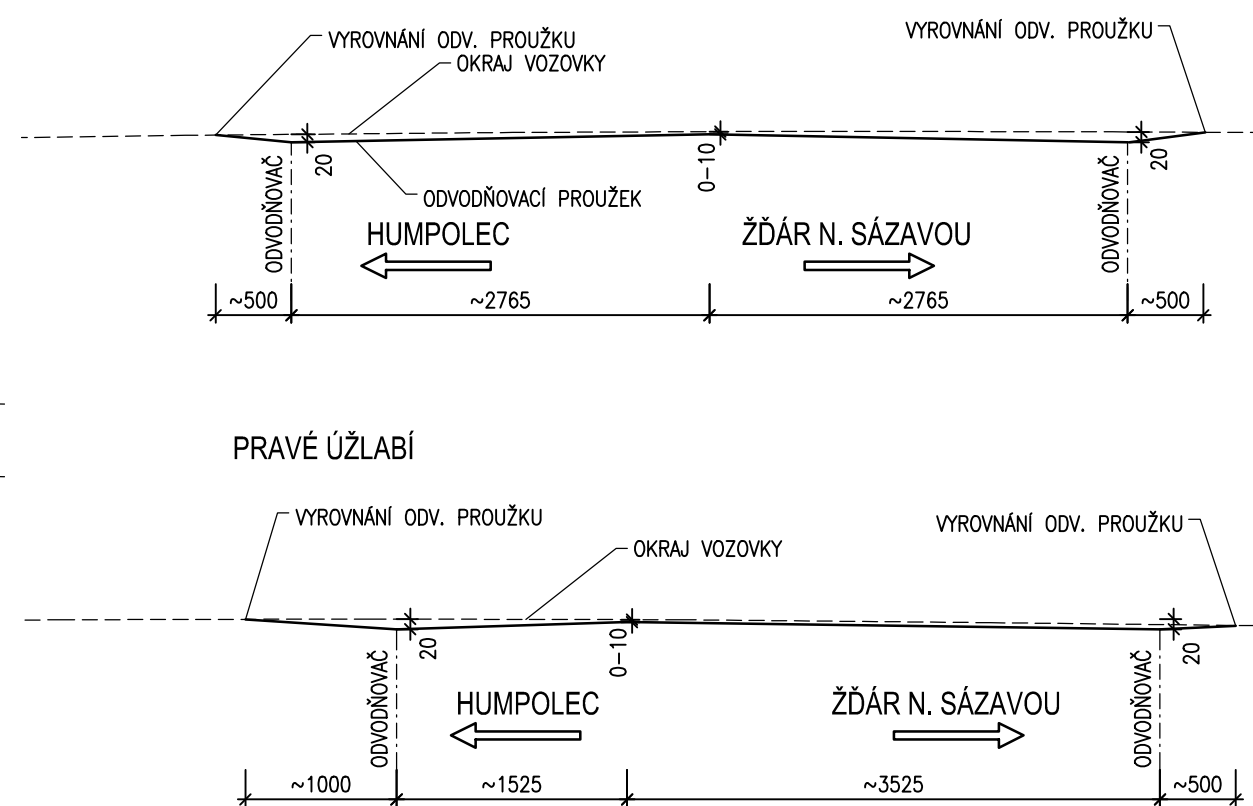 VYROVNÁNÍ ODV. PROUŽKU
VYROVNÁNÍ ODV. PROUŽKU
OKRAJ VOZOVKY
20
0-10
20
ODVODŇOVAČ
ODVODŇOVACÍ PROUŽEK
ODVODŇOVAČ
HUMPOLEC
ŽĎÁR N. SÁZAVOU
~500
~2765
~2765
~500
PRAVÉ ÚŽLABÍ
VYROVNÁNÍ ODV. PROUŽKU
VYROVNÁNÍ ODV. PROUŽKU
OKRAJ VOZOVKY
20
0-10
20
ODVODŇOVAČ
ODVODŇOVAČ
HUMPOLEC
ŽĎÁR N. SÁZAVOU
~1000
~1525
~3525
~500